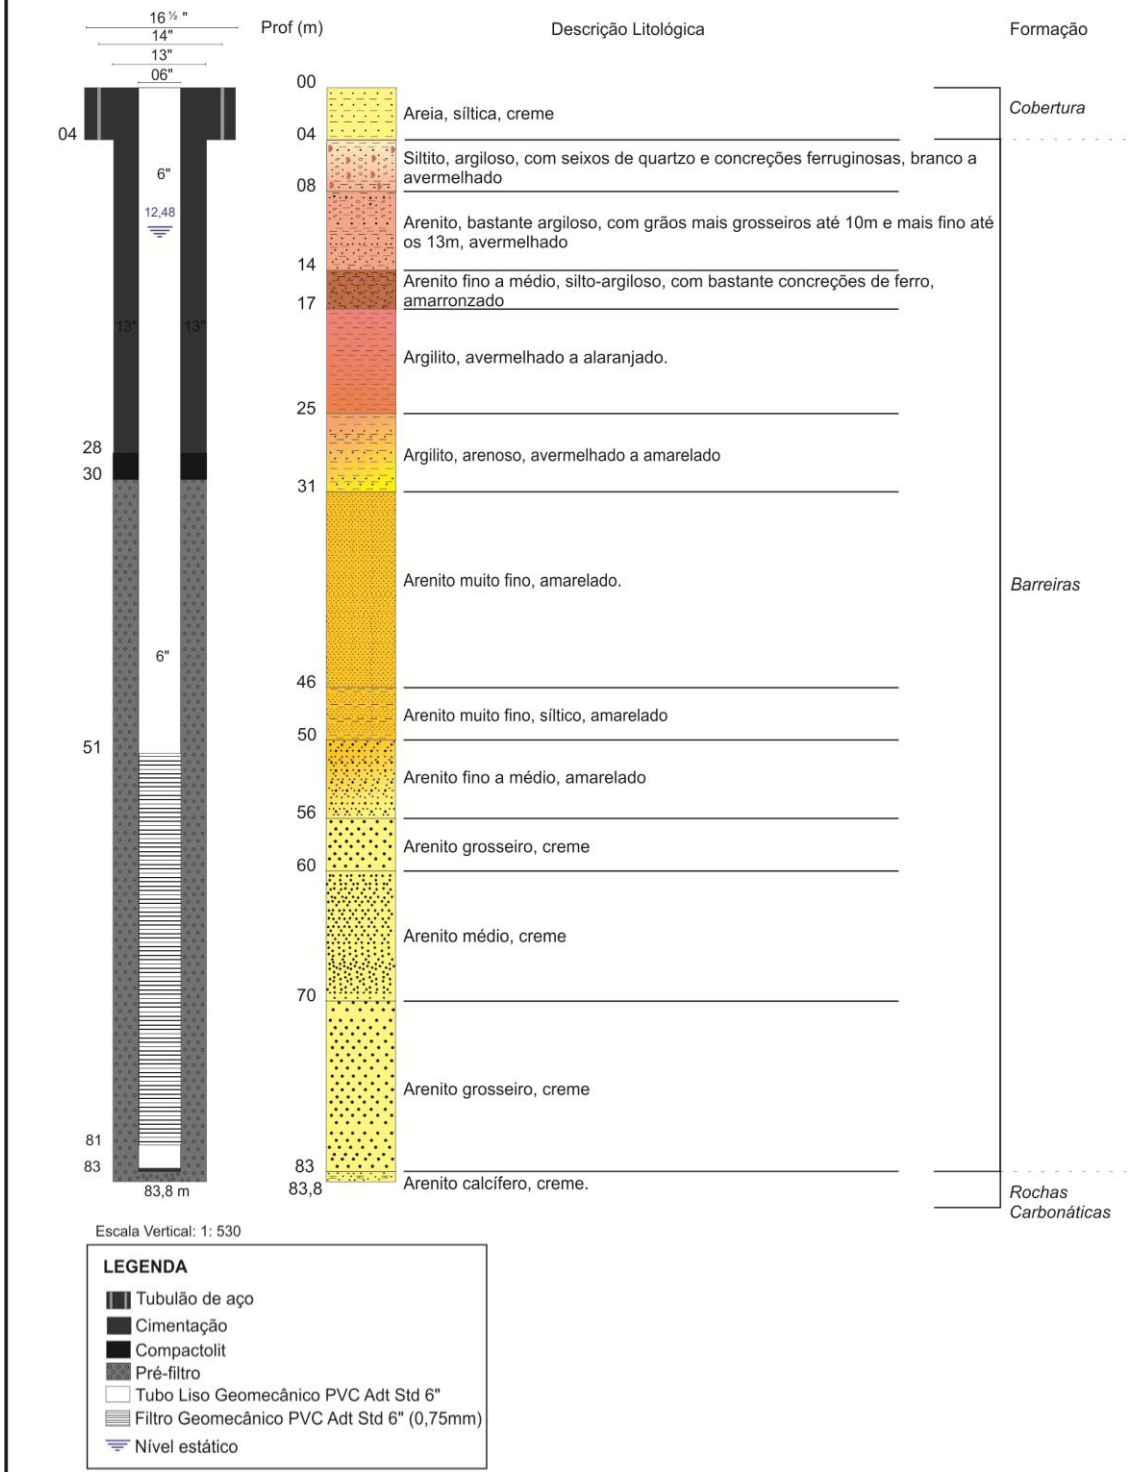 16 ½ "
14"
13"
06"
Prof (m)
Descrição Litológica
Formação
04
6"
12,48
13"
13"
28
30
6"
51
81
83
83,8 m
00
04
08
14
17
25
31
46
50
56
60
70
83
83,8
Areia, síltica, creme
Siltito, argiloso, com seixos de quartzo e concreções ferruginosas, branco a
avermelhado
Arenito, bastante argiloso, com grãos mais grosseiros até 10m e mais fino até
os 13m, avermelhado
Arenito fino a médio, silto-argiloso, com bastante concreções de ferro,
amarronzado
Argilito, avermelhado a alaranjado.
Argilito, arenoso, avermelhado a amarelado
Arenito muito fino, amarelado.
Arenito muito fino, síltico, amarelado
Arenito fino a médio, amarelado
Arenito grosseiro, creme
Arenito médio, creme
Arenito grosseiro, creme
Arenito calcífero, creme.
Cobertura
Barreiras
Rochas
Carbonáticas
Escala Vertical: 1: 530
LEGENDA
Tubulão de aço
Cimentação
Compactolit
Pré-filtro
Tubo Liso Geomecânico PVC Adt Std 6"
Filtro Geomecânico PVC Adt Std 6" (0,75mm)
Nível estático